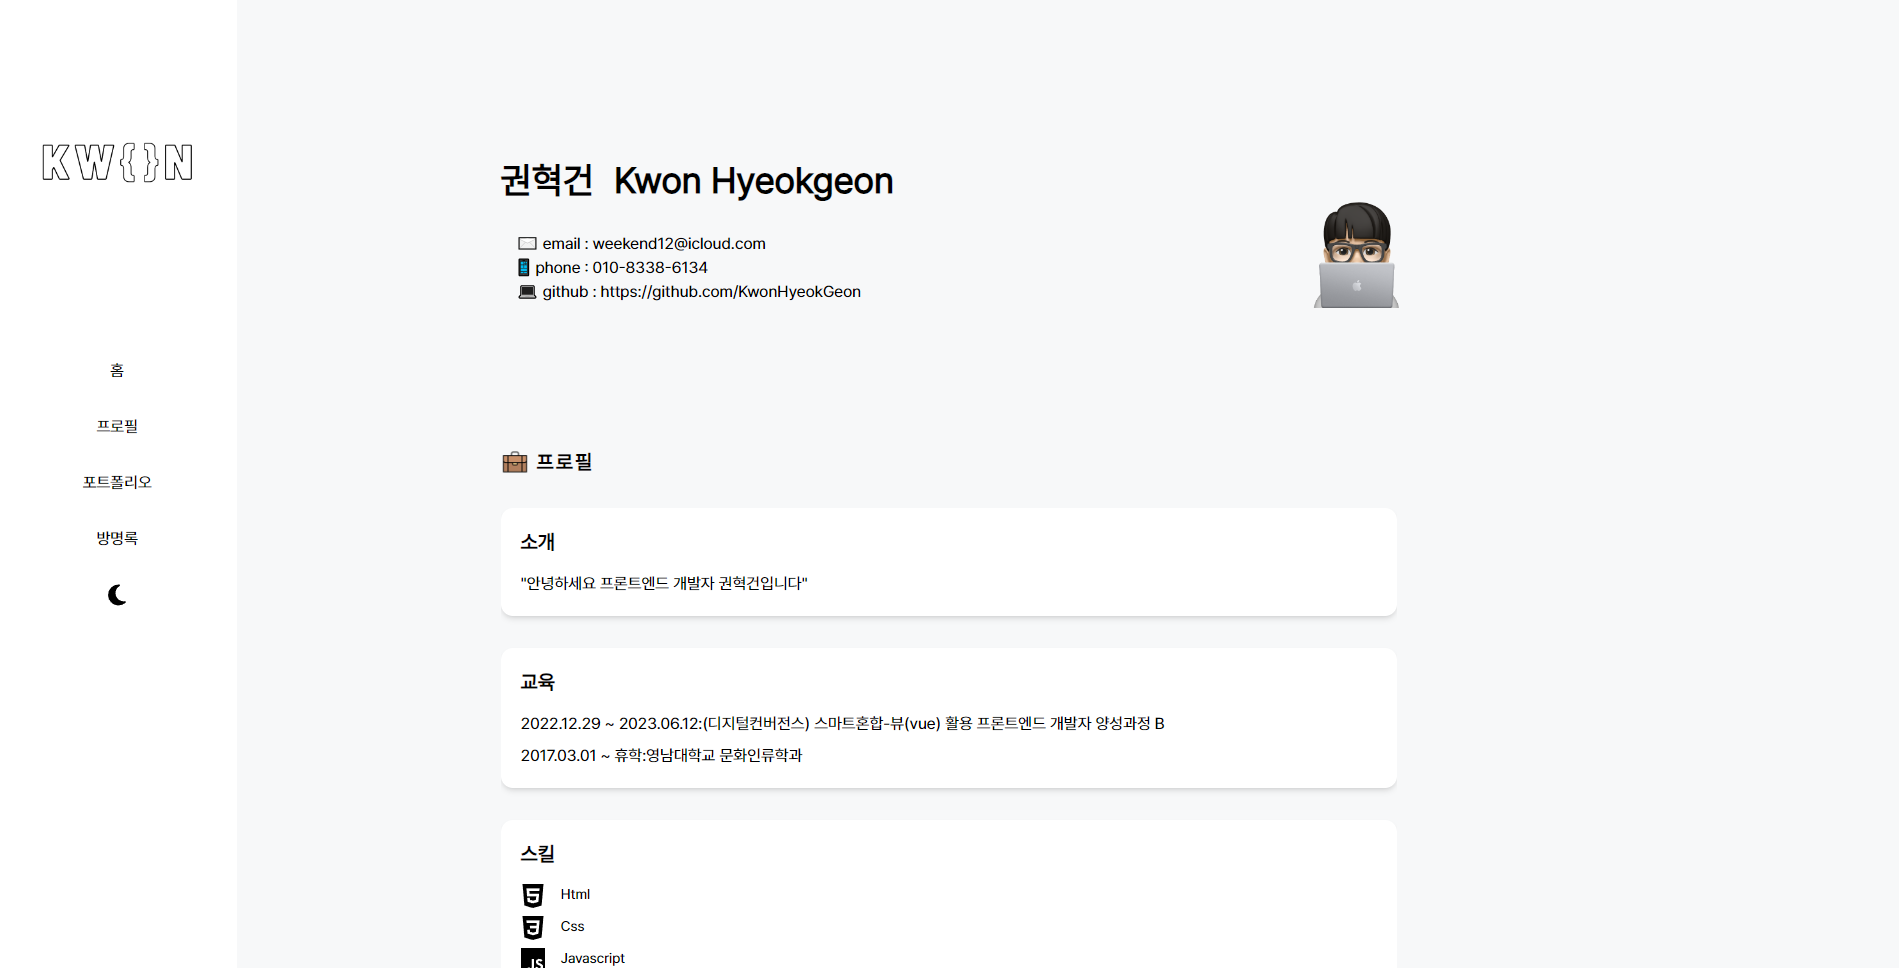 KW{}N
홈
프로필
포트폴리오
방명록
권혁건 Kwon Hyeokgeon
email : weekend12@icloud.com
phone : 010-8338-6134
github : https://github.com/KwonHyeokGeon
프로필
소개
"안녕하세요 프론트엔드 개발자 권혁건입니다"
교육
2022.12.29 ~ 2023.06.12:(디지털컨버전스) 스마트혼합-뷰(vue) 활용 프론트엔드 개발자 양성과정 B
2017.03.01 ~ 휴학:영남대학교 문화인류학과
스킬
5 Html
3 Css
JS Javascript